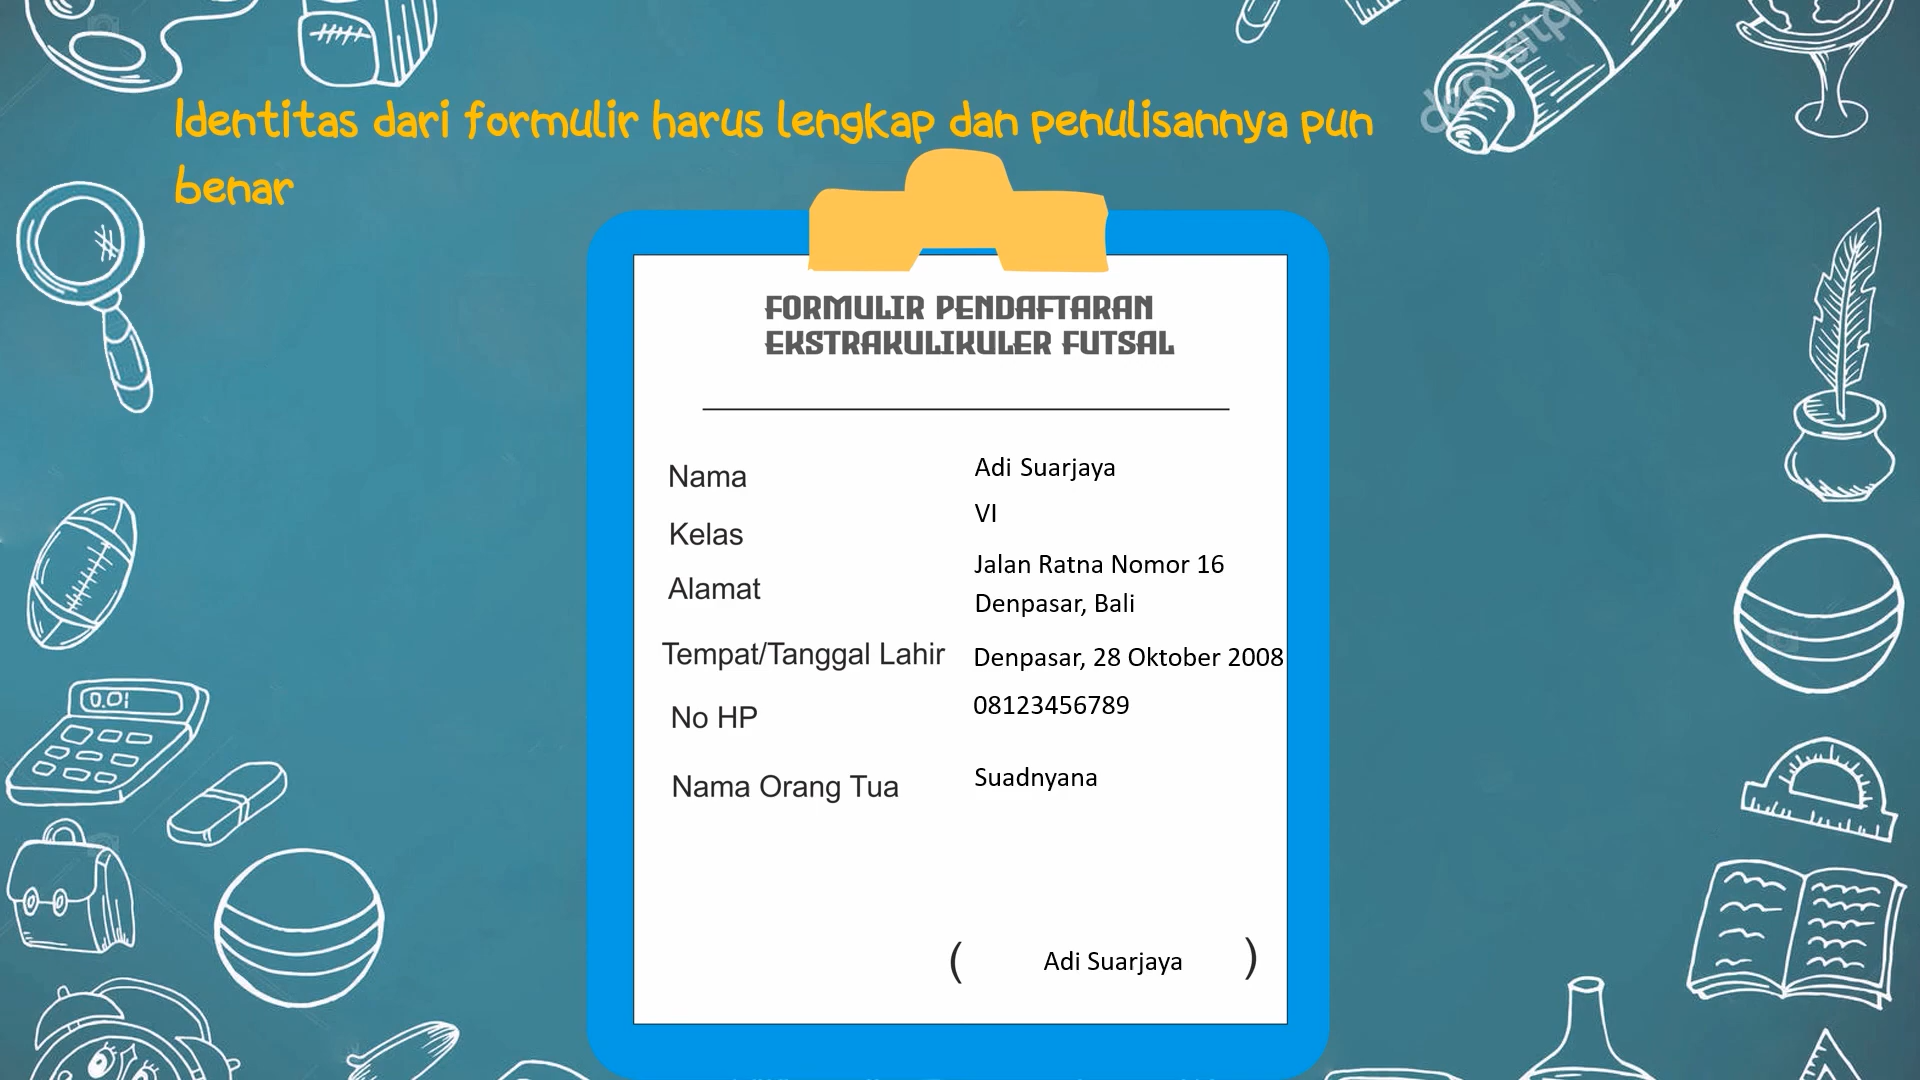 Identitas dari formulir harus lengkap dan penulisannya pun
benar
FORMULIR PENDAFTARAN
EKSTRAKULIKULER FUTSAL
Nama Adi Suarjaya
Kelas VI
Alamat Jalan Ratna Nomor 16
Denpasar, Bali
Tempat/Tanggal Lahir Denpasar, 28 Oktober 2008
No HP 08123456789
Nama Orang Tua Suadnyana
( Adi Suarjaya )
0.01